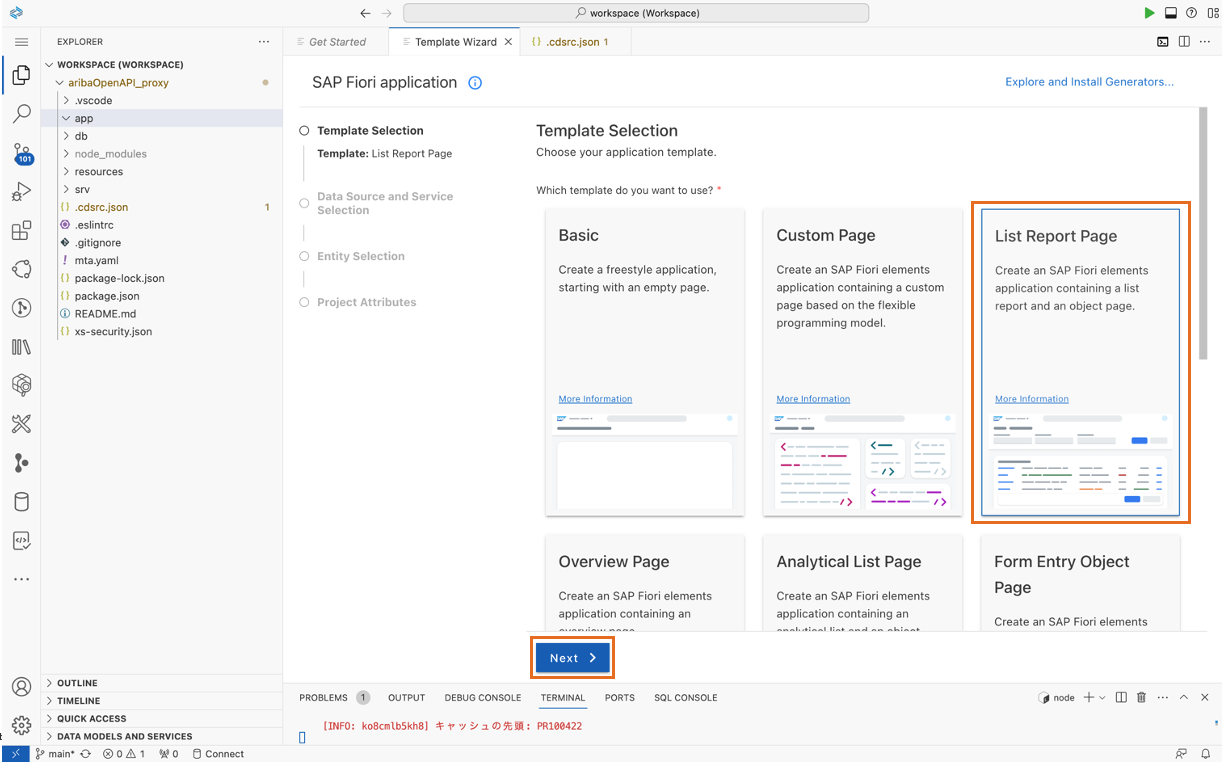 workspace (Workspace)
EXPLORER
Get Started
Template Wizard
.cdsrc.json 1
WORKSPACE (WORKSPACE)
aribaOpenAPI_proxy
.vscode
app
db
node_modules
resources
srv
.cdsrc.json 1
.eslintrc
.gitignore
mta.yaml
package-lock.json
package.json
README.md
xs-security.json
101
OUTLINE
TIMELINE
QUICK ACCESS
DATA MODELS AND SERVICES
SAP Fiori application
Explore and Install Generators...
Template Selection
Template: List Report Page
Data Source and Service
Selection
Entity Selection
Project Attributes
Template Selection
Choose your application template.
Which template do you want to use? *
Basic
Create a freestyle application,
starting with an empty page.
More Information
Custom Page
Create an SAP Fiori elements
application containing a custom
page based on the flexible
programming model.
More Information
List Report Page
Create an SAP Fiori elements
application containing a list
report and an object page.
More Information
Overview Page
Create an SAP Fiori elements
application containing an
overview page.
Analytical List Page
Create an SAP Fiori elements
application containing an
analytical list and an object
Form Entry Object
Page
Create an SAP Fiori elements
Next
PROBLEMS 1
OUTPUT
DEBUG CONSOLE
TERMINAL
PORTS
SQL CONSOLE
node
[INFO: ko8cmlb5kh8] キャッシュの先頭: PR100422
main*
0
1
0
Connect